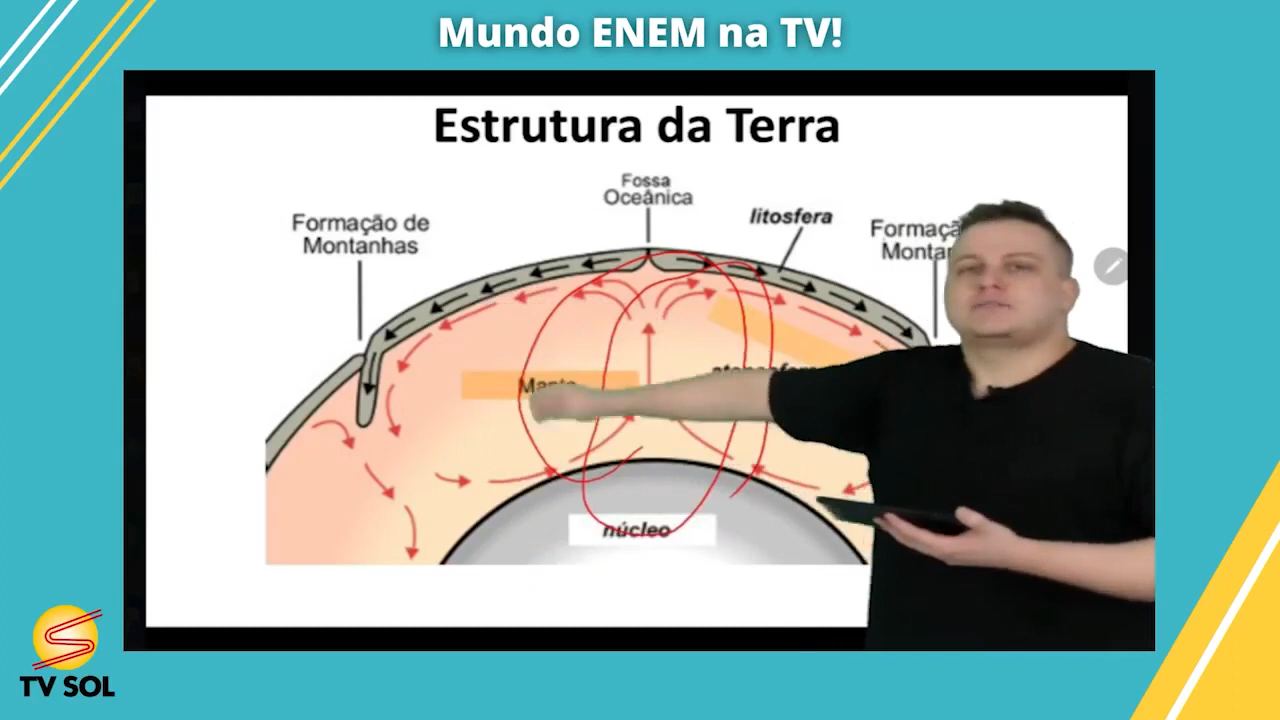 Mundo ENEM na TV!
Estrutura da Terra
Fossa
Oceânica
litosfera
Formação de
Montanhas
núcleo
TV SOL